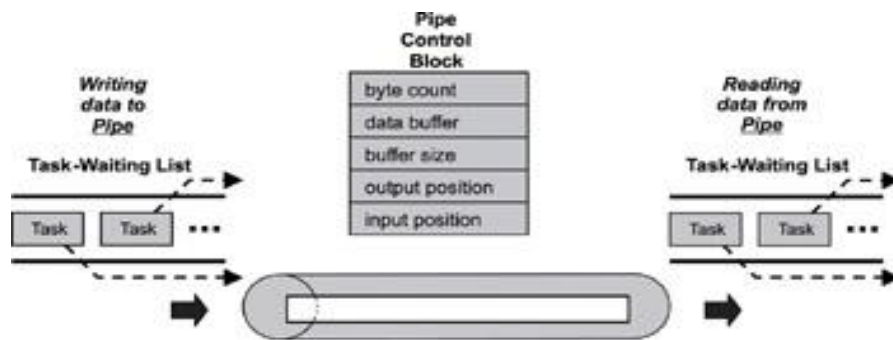 Pipe
Control
Block
byte count
data buffer
buffer size
output position
input position
Writing
data to
Pipe
Task-Waiting List
Task
Task
...
Reading
data from
Pipe
Task-Waiting List
Task
Task
...